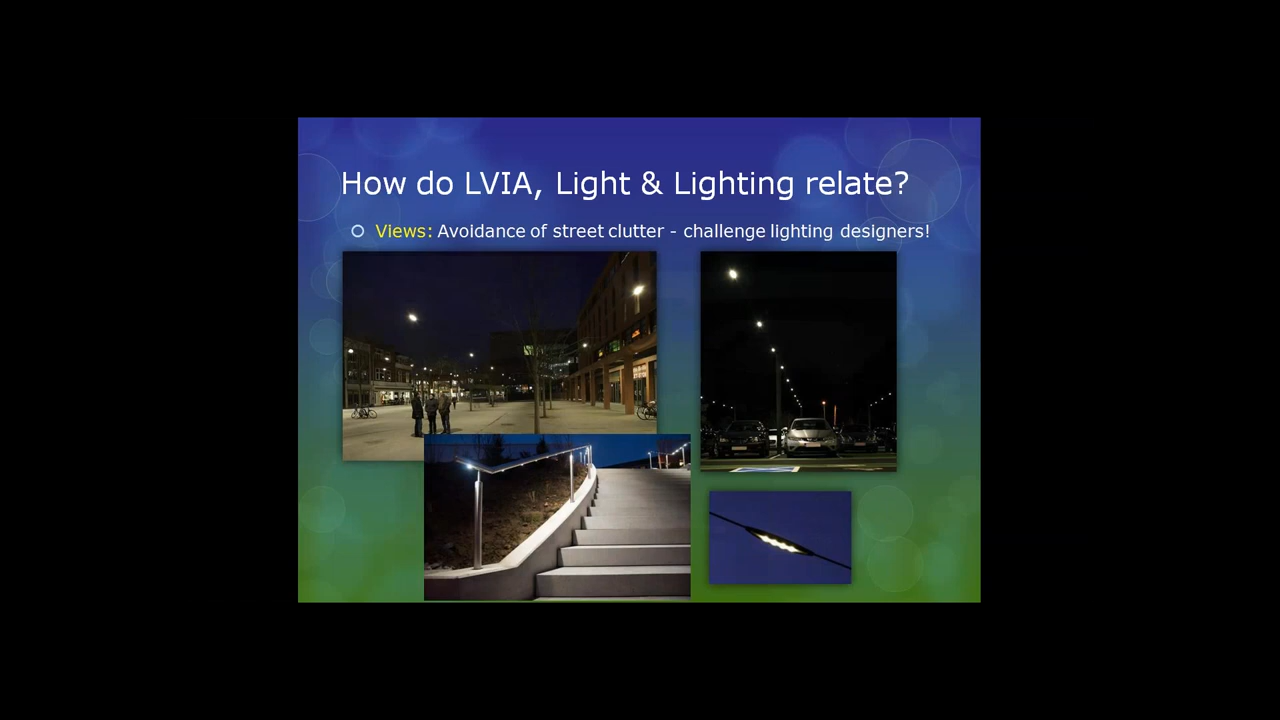 How do LVIA, Light & Lighting relate?
Views: Avoidance of street clutter - challenge lighting designers!